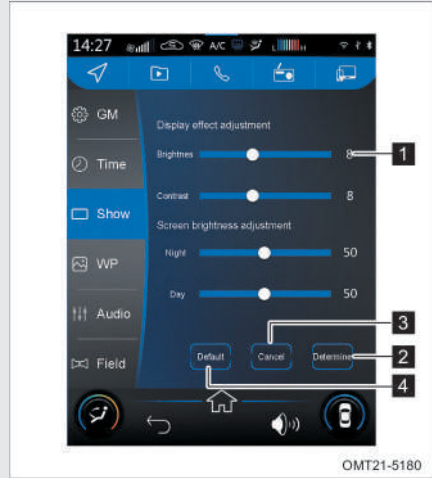 14:27 A/C L H
GM
Display effect adjustment
Time
Brightnes 8 1
Contrast 8
Show
Screen brightness adjustment
WP
Night 50
Day 50
Audio
3
Field
Default Cancel Determine 2
4
OMT21-5180